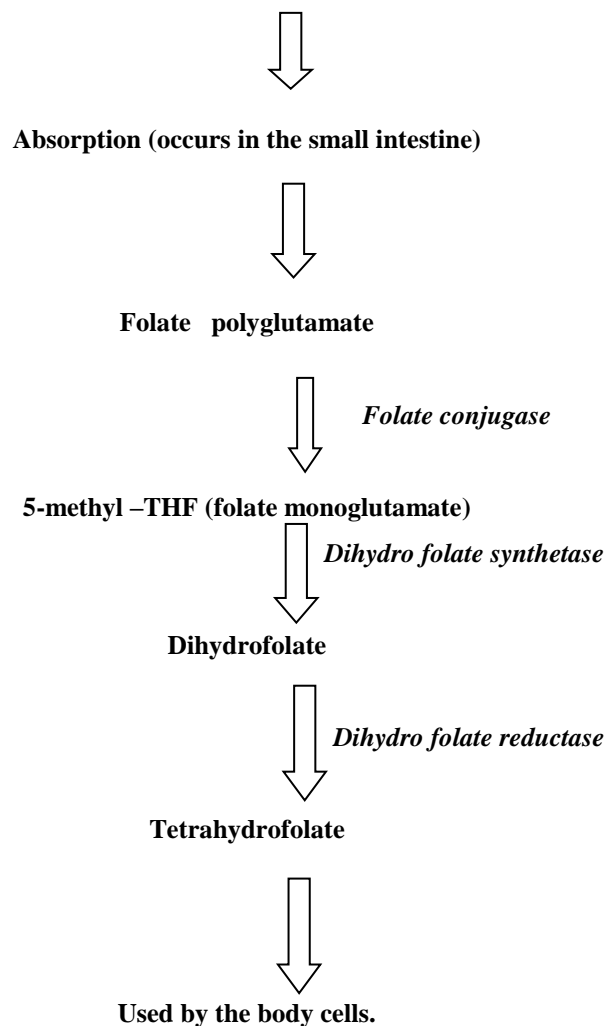 Absorption (occurs in the small intestine)
Folate polyglutamate
Folate conjugase
5-methyl –THF (folate monoglutamate)
Dihydro folate synthetase
Dihydrofolate
Dihydro folate reductase
Tetrahydrofolate
Used by the body cells.